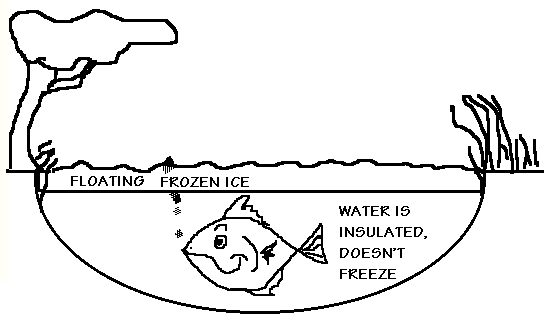 FLOATING FROZEN ICE
WATER IS
INSULATED,
DOESN'T
FREEZE